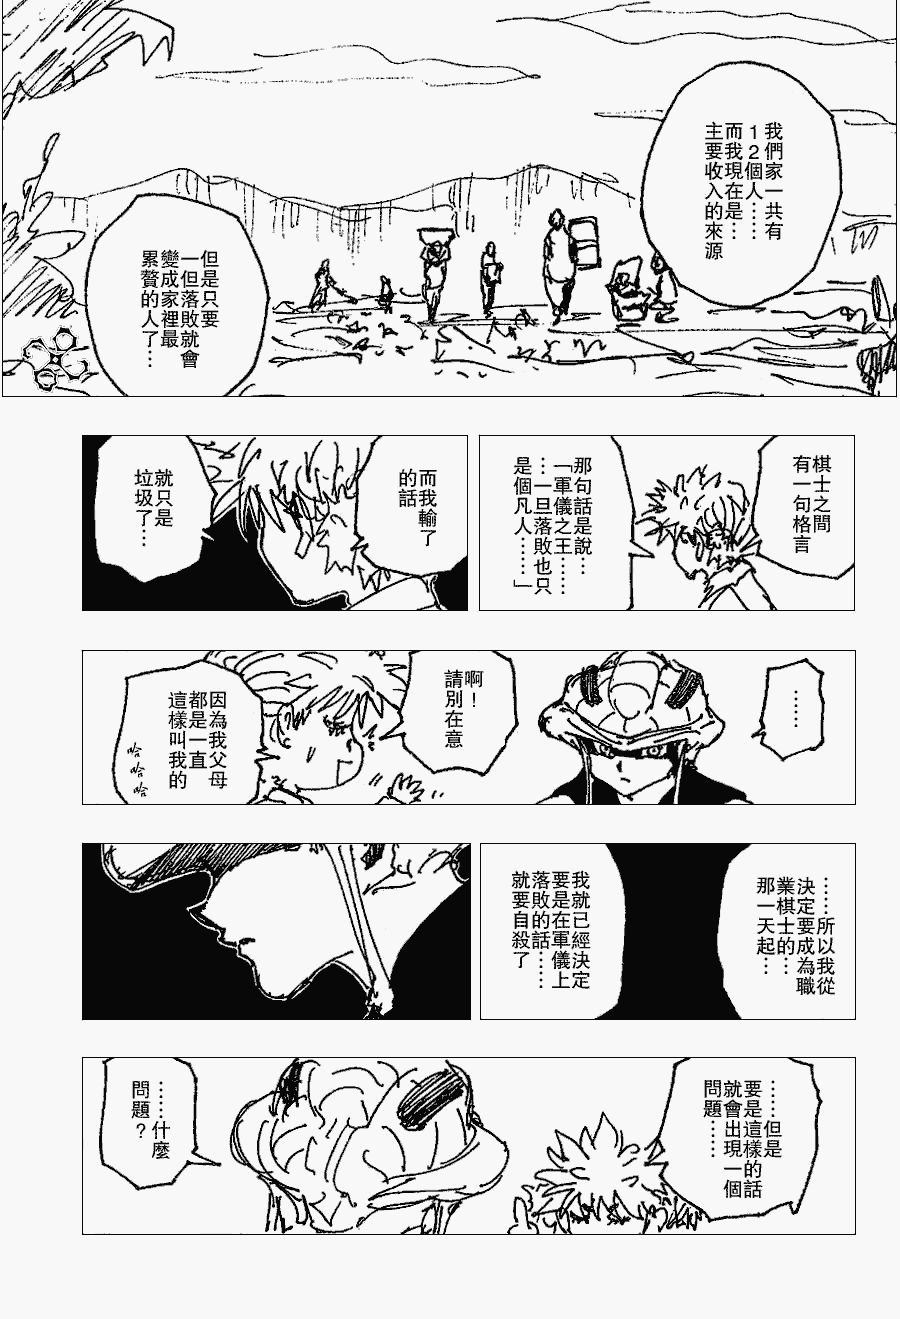 我們家一共有
12個人……
而我現在是…
主要收入的來源
但是只要
一但落敗就會
變成家裡最
累贅的人了…
棋士之間
有一句格言
那句話是說…
「軍儀之王……
…一旦落敗也只
是個凡人……」
而我輸了
的話
就只是
垃圾了…
……
啊！
請別在意
因為我父母
都是一直
這樣叫我的
哈哈哈
……所以我從
決定要成為職
業棋士的…
那一天起…
我就已經決定
要是在軍儀上
落敗的話……
就要自殺了
……但是
要是這樣的話
就會出現一個
問題……
……什麼
問題？